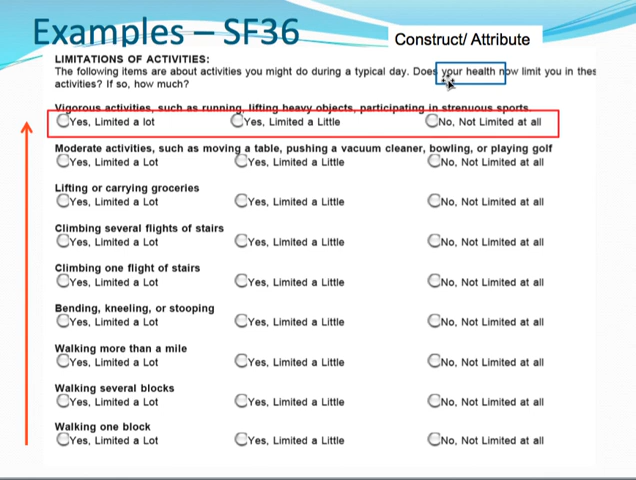 Examples – SF36
Construct/ Attribute
LIMITATIONS OF ACTIVITIES:
The following items are about activities you might do during a typical day. Does your health now limit you in thes
activities? If so, how much?
Vigorous activities, such as running, lifting heavy objects, participating in strenuous sports
Yes, Limited a lot Yes, Limited a Little No, Not Limited at all
Moderate activities, such as moving a table, pushing a vacuum cleaner, bowling, or playing golf
Yes, Limited a Lot Yes, Limited a Little No, Not Limited at all
Lifting or carrying groceries
Yes, Limited a Lot Yes, Limited a Little No, Not Limited at all
Climbing several flights of stairs
Yes, Limited a Lot Yes, Limited a Little No, Not Limited at all
Climbing one flight of stairs
Yes, Limited a Lot Yes, Limited a Little No, Not Limited at all
Bending, kneeling, or stooping
Yes, Limited a Lot Yes, Limited a Little No, Not Limited at all
Walking more than a mile
Yes, Limited a Lot Yes, Limited a Little No, Not Limited at all
Walking several blocks
Yes, Limited a Lot Yes, Limited a Little No, Not Limited at all
Walking one block
Yes, Limited a Lot Yes, Limited a Little No, Not Limited at all